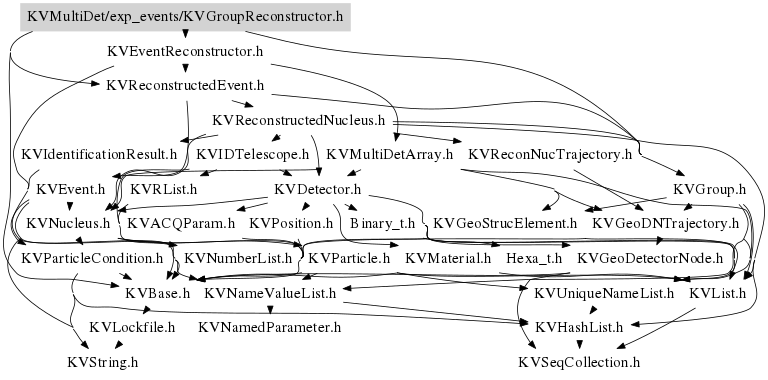 KVMultiDet/exp_events/KVGroupReconstructor.h
KVEventReconstructor.h
KVReconstructedEvent.h
KVReconstructedNucleus.h
KVIdentificationResult.h KVIDTelescope.h KVMultiDetArray.h KVReconNucTrajectory.h
KVEvent.h KVRList.h KVDetector.h KVGroup.h
KVNucleus.h KVACQParam.h KVPosition.h Binary_t.h KVGeoStrucElement.h KVGeoDNTrajectory.h
KVParticleCondition.h KVNumberList.h KVParticle.h KVMaterial.h Hexa_t.h KVGeoDetectorNode.h
KVBase.h KVNameValueList.h KVUniqueNameList.h KVList.h
KVLockfile.h KVNamedParameter.h KVHashList.h
KVString.h KVSeqCollection.h